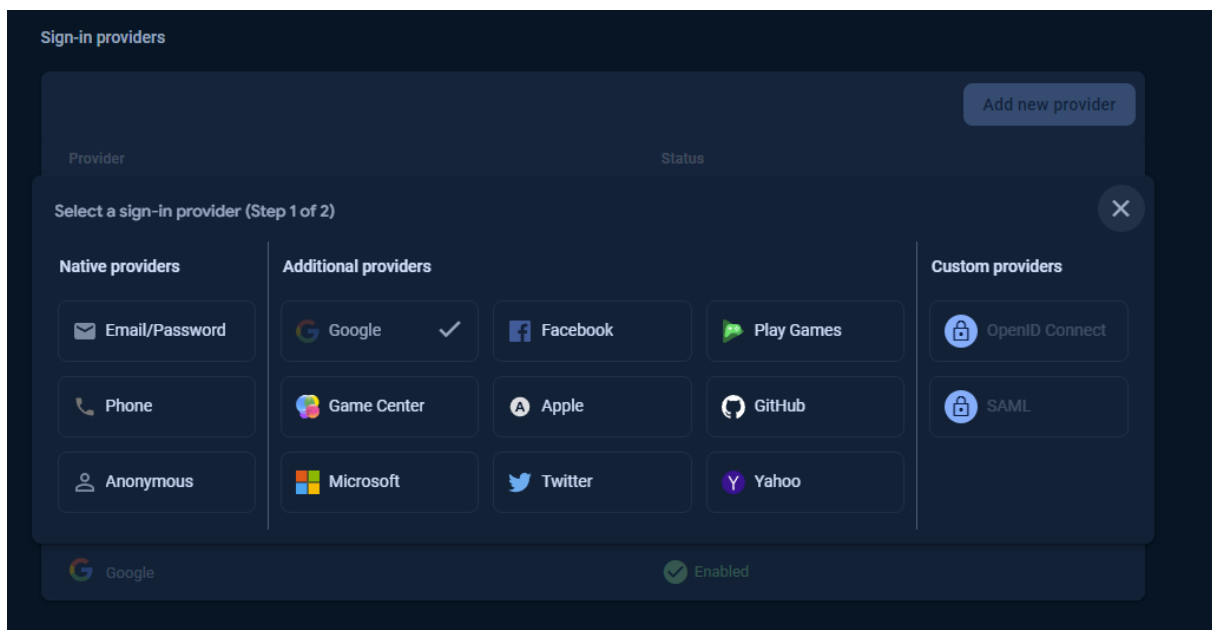 Sign-in providers
Add new provider
Provider Status
Select a sign-in provider (Step 1 of 2)
Native providers Additional providers Custom providers
Email/Password Google Facebook Play Games OpenID Connect
Phone Game Center Apple GitHub SAML
Anonymous Microsoft Twitter Yahoo
Google Enabled